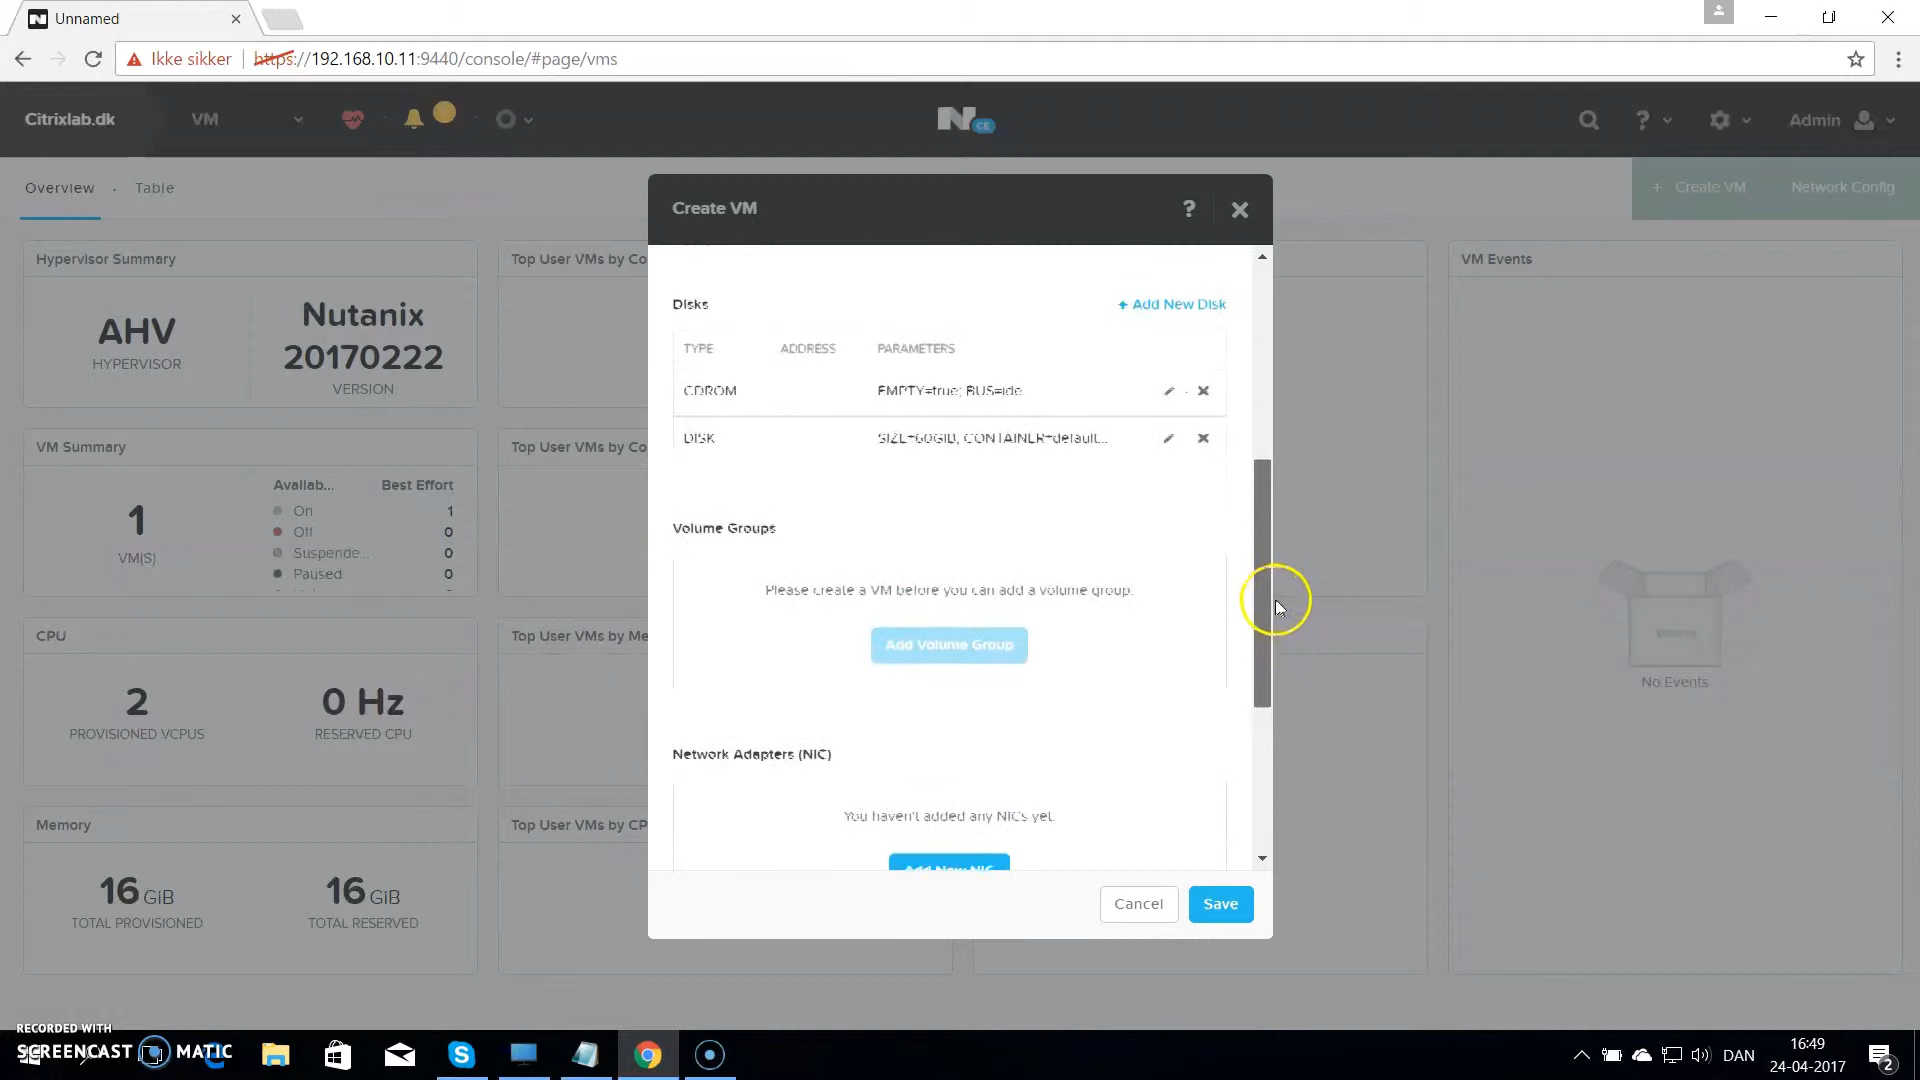 Unnamed
Ikke sikker
https://192.168.10.11:9440/console/#page/vms
Citrixlab.dk
VM
CE
?
Admin
Overview · Table
+ Create VM
Network Config
Create VM
?
Hypervisor Summary
AHV
HYPERVISOR
Nutanix
20170222
VERSION
Top User VMs by Co
VM Events
VM Summary
1
VM(S)
Availab... Best Effort
On 1
Off 0
Suspende... 0
Paused 0
Top User VMs by Co
CPU
2
PROVISIONED VCPUS
0 Hz
RESERVED CPU
Top User VMs by Me
Memory
16 GiB
TOTAL PROVISIONED
16 GiB
TOTAL RESERVED
Top User VMs by CP
Disks
+ Add New Disk
TYPE ADDRESS PARAMETERS
CDROM EMPTY=true; BUS=ide
DISK SIZE=60GIB; CONTAINER=default...
Volume Groups
Please create a VM before you can add a volume group.
Add Volume Group
Network Adapters (NIC)
You haven't added any NICs yet.
Add New NIC
Cancel
Save
No Events
RECORDED WITH
SCREENCAST MATIC
DAN
16:49
24-04-2017
2